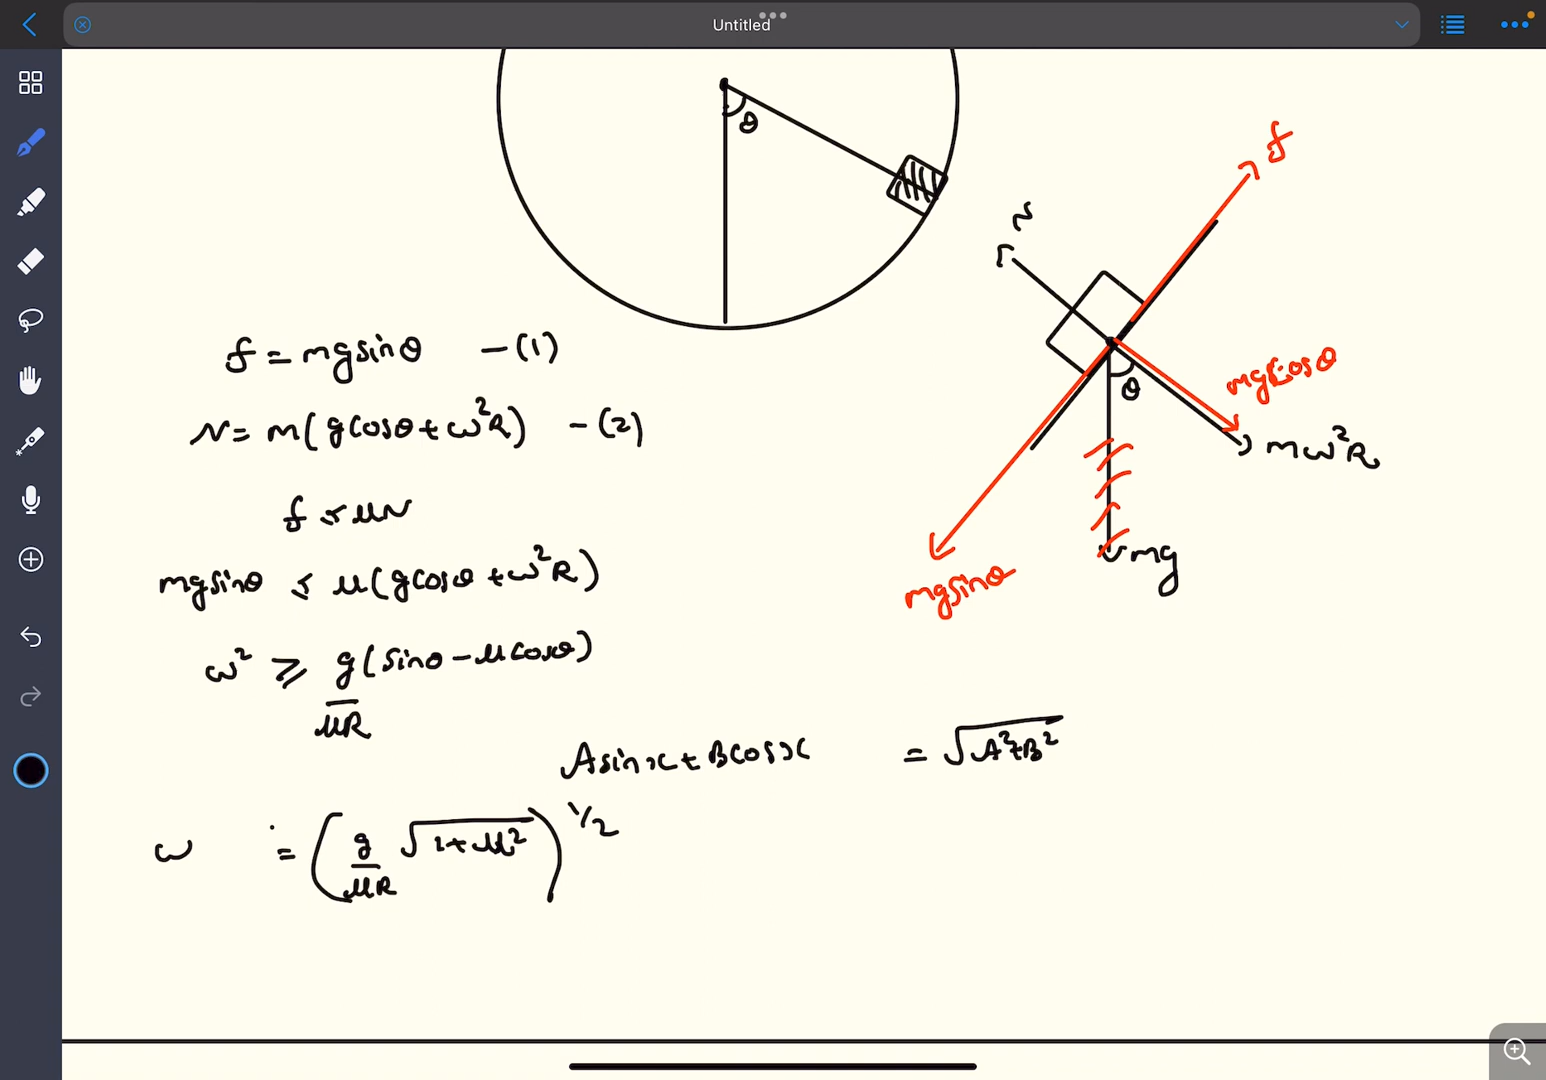 Untitled
θ
f
N
f = mgsinθ - (1)
mgcosθ
θ
N = m(gcosθ + ω²R) - (2)
mω²R
f ≤ μN
mg
mgsinθ ≤ μ(gcosθ + ω²R)
mgsinθ
ω² ≥ g/μR (sinθ - μcosθ)
Asinx + Bcosx = √(A²+B²)
ω = (g/μR √(1+μ²))^1/2